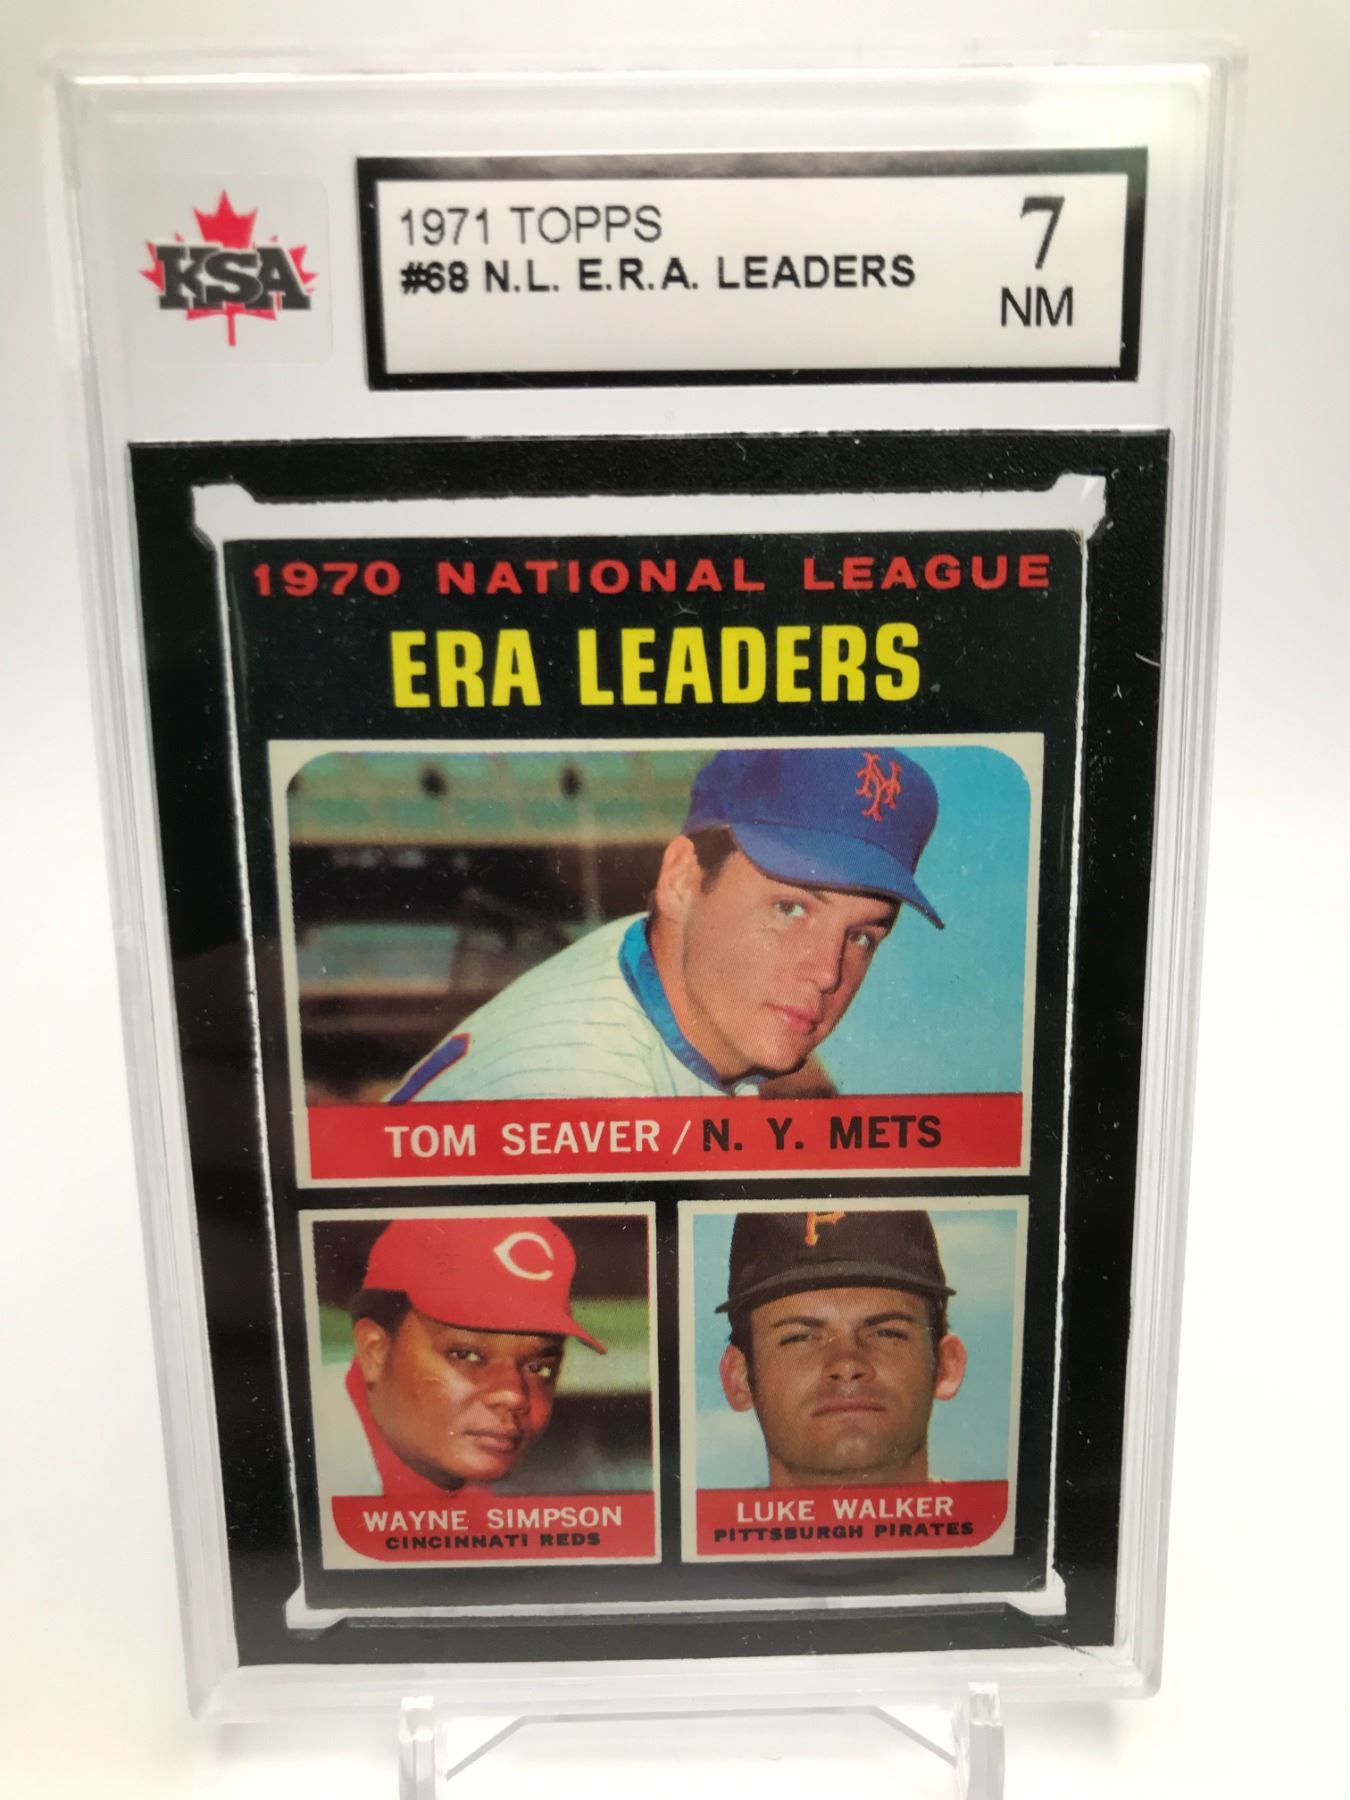 KSA
1971 TOPPS
#68 N.L. E.R.A. LEADERS
7
NM
1970 NATIONAL LEAGUE
ERA LEADERS
NY
TOM SEAVER / N. Y. METS
C
P
WAYNE SIMPSON
CINCINNATI REDS
LUKE WALKER
PITTSBURGH PIRATES